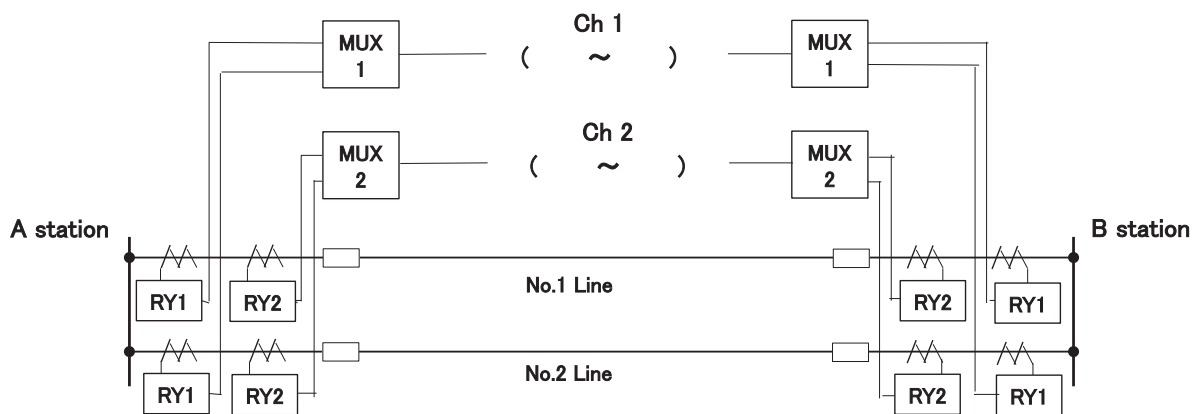 Ch 1
MUX
1
( ~ )
MUX
1
Ch 2
MUX
2
( ~ )
MUX
2
A station
B station
RY1
RY2
No.1 Line
RY2
RY1
RY1
RY2
No.2 Line
RY2
RY1